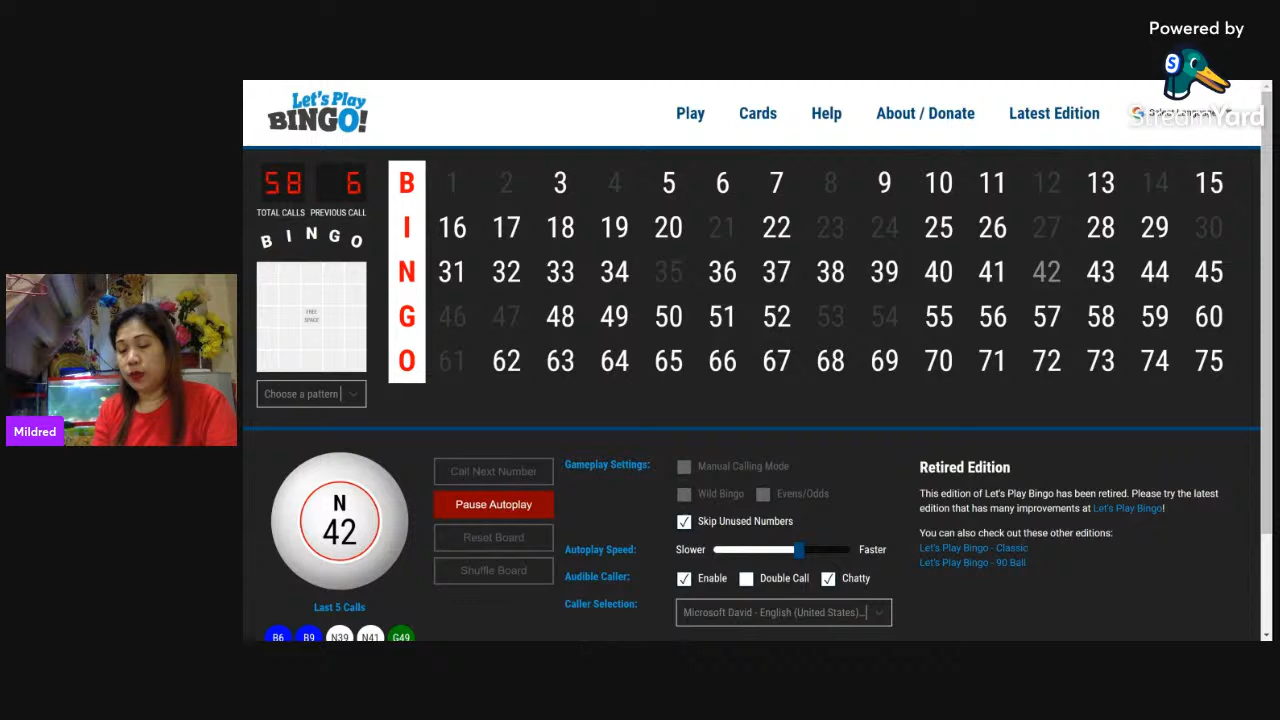 Powered by
S
StreamYard
Let's Play
BINGO!
Play
Cards
Help
About / Donate
Latest Edition
Select Language
58
6
TOTAL CALLS
PREVIOUS CALL
B I N G O
FREE
SPACE
Choose a pattern
B 1 2 3 4 5 6 7 8 9 10 11 12 13 14 15
I 16 17 18 19 20 21 22 23 24 25 26 27 28 29 30
N 31 32 33 34 35 36 37 38 39 40 41 42 43 44 45
G 46 47 48 49 50 51 52 53 54 55 56 57 58 59 60
O 61 62 63 64 65 66 67 68 69 70 71 72 73 74 75
Mildred
N
42
Last 5 Calls
B6 B9 N39 N41 G49
Call Next Number
Pause Autoplay
Reset Board
Shuffle Board
Gameplay Settings:
Manual Calling Mode
Wild Bingo
Evens/Odds
Skip Unused Numbers
Autoplay Speed:
Slower
Faster
Audible Caller:
Enable
Double Call
Chatty
Caller Selection:
Microsoft David - English (United States)...
Retired Edition
This edition of Let's Play Bingo has been retired. Please try the latest
edition that has many improvements at Let's Play Bingo!
You can also check out these other editions:
Let's Play Bingo - Classic
Let's Play Bingo - 90 Ball